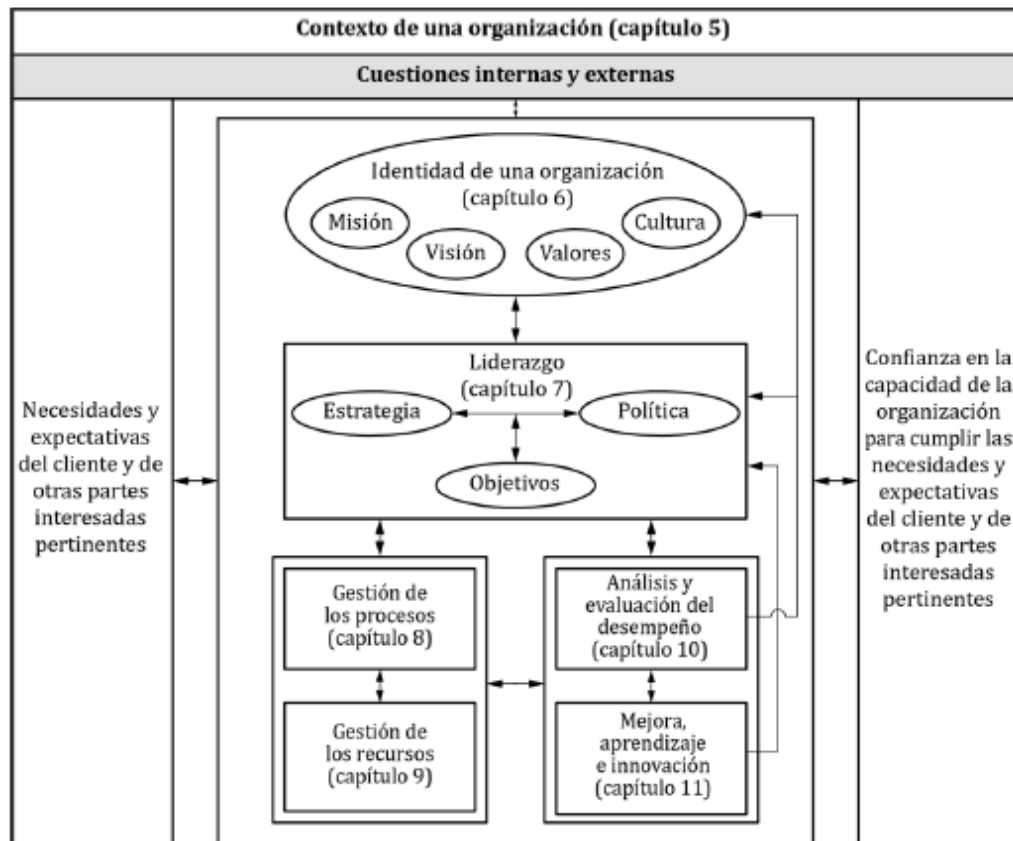 Contexto de una organización (capítulo 5)
Cuestiones internas y externas
Necesidades y
expectativas
del cliente y de
otras partes
interesadas
pertinentes
Identidad de una organización
(capítulo 6)
Misión
Visión
Valores
Cultura
Liderazgo
(capítulo 7)
Estrategia
Política
Objetivos
Gestión de
los procesos
(capítulo 8)
Gestión de
los recursos
(capítulo 9)
Análisis y
evaluación del
desempeño
(capítulo 10)
Mejora,
aprendizaje
e innovación
(capítulo 11)
Confianza en la
capacidad de la
organización
para cumplir las
necesidades y
expectativas
del cliente y de
otras partes
interesadas
pertinentes